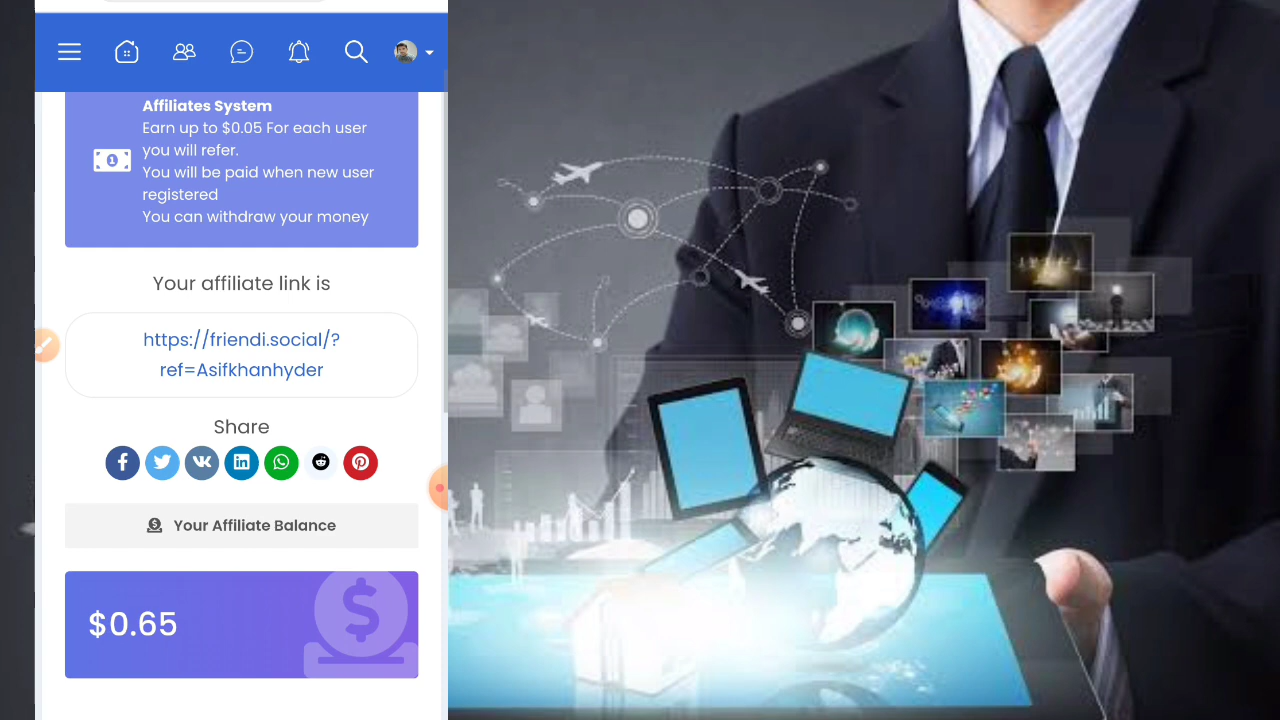 Affiliates System
Earn up to $0.05 For each user
you will refer.
You will be paid when new user
registered
You can withdraw your money
Your affiliate link is
https://friendi.social/?
ref=Asifkhanhyder
Share
Your Affiliate Balance
$0.65